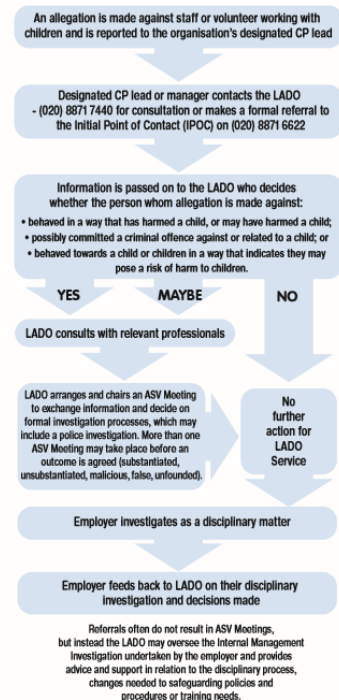 An allegation is made against staff or volunteer working with
children and is reported to the organisation's designated CP lead
Designated CP lead or manager contacts the LADO
- (020) 8871 7440 for consultation or makes a formal referral to
the Initial Point of Contact (IPOC) on (020) 8871 6622
Information is passed on to the LADO who decides
whether the person whom allegation is made against:
• behaved in a way that has harmed a child, or may have harmed a child;
• possibly committed a criminal offence against or related to a child; or
• behaved towards a child or children in a way that indicates they may
pose a risk of harm to children.
YES MAYBE NO
LADO consults with relevant professionals
LADO arranges and chairs an ASV Meeting
to exchange information and decide on
formal investigation processes, which may
include a police investigation. More than one
ASV Meeting may take place before an
outcome is agreed (substantiated,
unsubstantiated, malicious, false, unfounded).
No
further
action for
LADO
Service
Employer investigates as a disciplinary matter
Employer feeds back to LADO on their disciplinary
investigation and decisions made
Referrals often do not result in ASV Meetings,
but instead the LADO may oversee the Internal Management
Investigation undertaken by the employer and provides
advice and support in relation to the disciplinary process,
changes needed to safeguarding policies and
procedures or training needs.